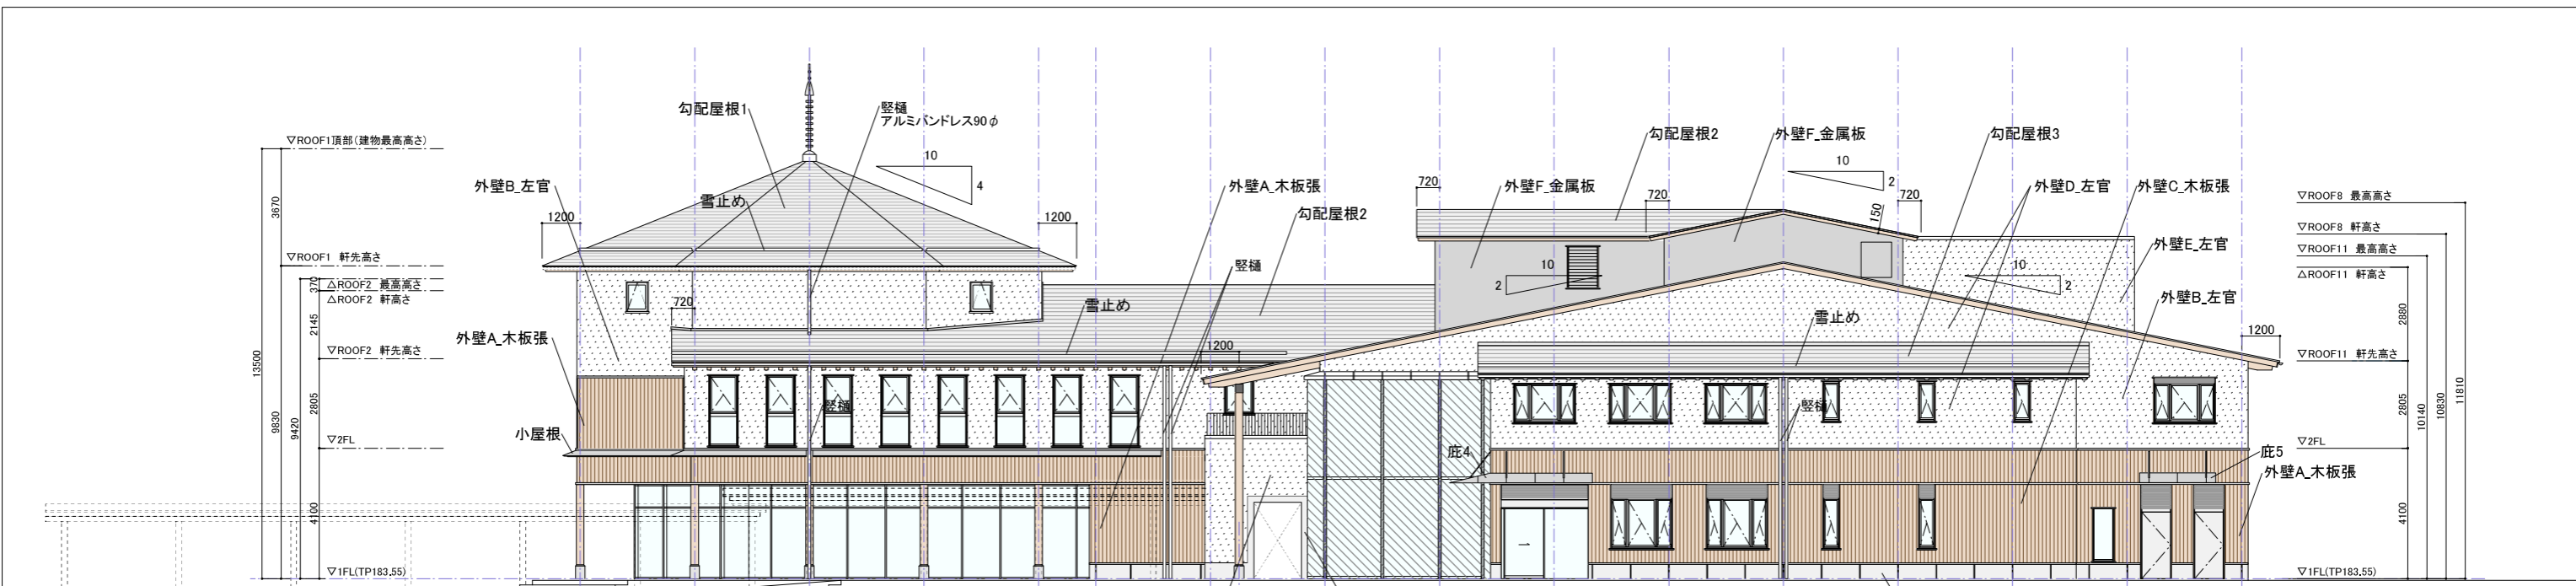 ▽ROOF1頂部(建物最高高さ)
▽ROOF1 軒先高さ
△ROOF2 最高高さ
△ROOF2 軒高さ
▽ROOF2 軒先高さ
▽2FL
▽1FL(TP183.55)
13500
9830
9420
3670
370
2145
2805
4100
勾配屋根1
竪樋
アルミバンドレス90φ
10
4
外壁B_左官
雪止め
1200
1200
外壁A_木板張
勾配屋根2
竪樋
720
雪止め
外壁A_木板張
1200
竪樋
小屋根
勾配屋根2
外壁F_金属板
勾配屋根3
10
2
720
外壁F_金属板
720
720
150
外壁D_左官
外壁C_木板張
外壁E_左官
10
2
10
2
外壁B_左官
雪止め
1200
竪樋
庇4
庇5
外壁A_木板張
▽ROOF8 最高高さ
▽ROOF8 軒高さ
▽ROOF11 最高高さ
△ROOF11 軒高さ
▽ROOF11 軒先高さ
▽2FL
▽1FL(TP183.55)
2880
2805
4100
10140
10830
11810